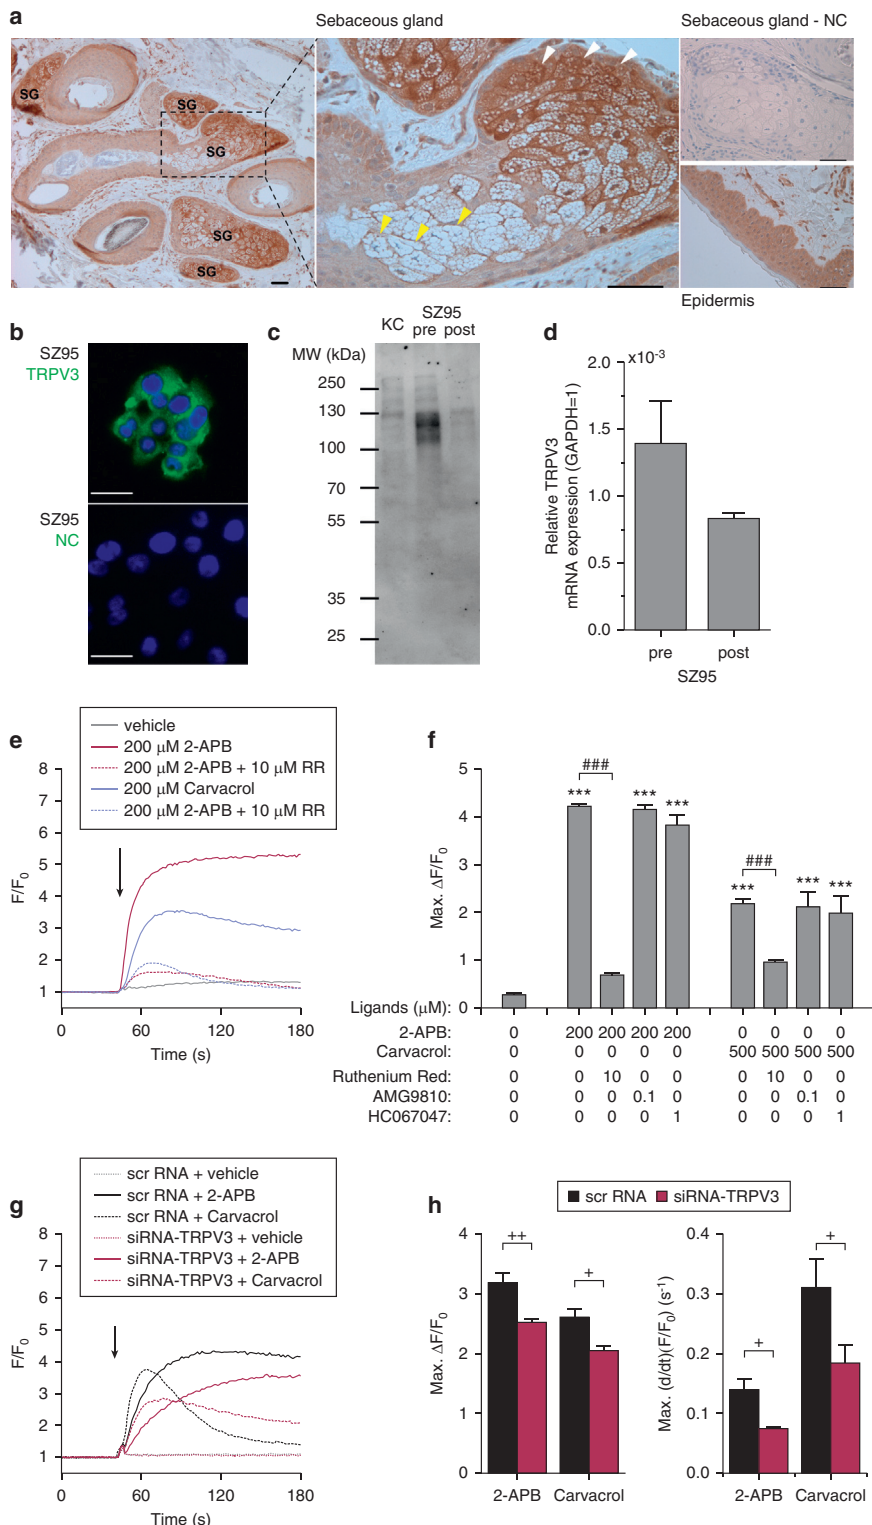 a
Sebaceous gland
Sebaceous gland - NC
SG
SG
SG
SG
SG
Epidermis
b
SZ95
TRPV3
SZ95
NC
c
KC
SZ95
pre post
MW (kDa)
250
130
100
70
55
35
25
d
x10-3
2.0
1.5
1.0
0.5
0.0
Relative TRPV3
mRNA expression (GAPDH=1)
pre post
SZ95
e
vehicle
200 μM 2-APB
200 μM 2-APB + 10 μM RR
200 μM Carvacrol
200 μM 2-APB + 10 μM RR
8
7
6
5
4
3
2
1
F/F0
0 60 120 180
Time (s)
f
5
4
3
2
1
0
Max. ΔF/F0
###
*** *** ***
###
*** *** ***
Ligands (μM):
2-APB: 0 200 200 200 200 0 0 0 0
Carvacrol: 0 0 0 0 0 500 500 500 500
Ruthenium Red: 0 0 10 0 0 0 10 0 0
AMG9810: 0 0 0 0.1 0 0 0 0.1 0
HC067047: 0 0 0 0 1 0 0 0 1
g
scr RNA + vehicle
scr RNA + 2-APB
scr RNA + Carvacrol
siRNA-TRPV3 + vehicle
siRNA-TRPV3 + 2-APB
siRNA-TRPV3 + Carvacrol
8
7
6
5
4
3
2
1
F/F0
0 60 120 180
Time (s)
h
scr RNA siRNA-TRPV3
4
3
2
1
0
Max. ΔF/F0
++
+
2-APB Carvacrol
0.4
0.3
0.2
0.1
0.0
Max. (d/dt)(F/F0) (s-1)
+
+
2-APB Carvacrol